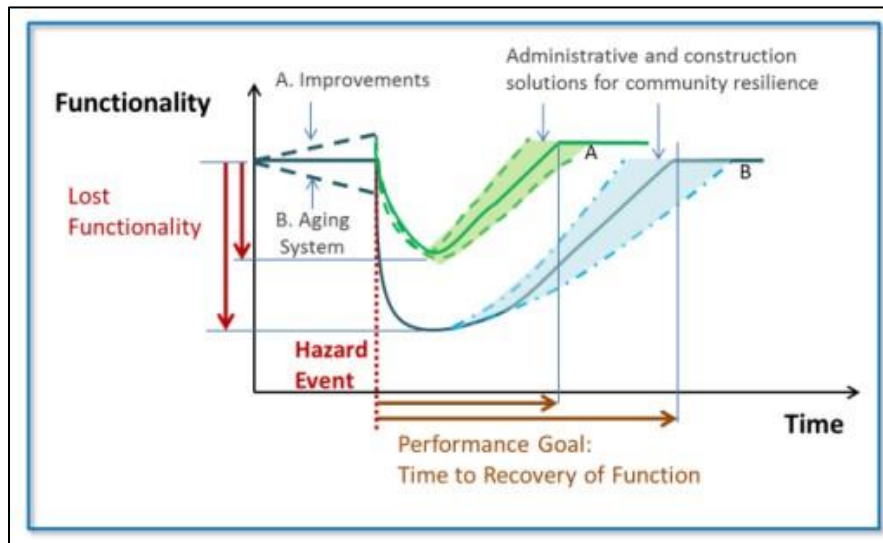 Administrative and construction
solutions for community resilience
A. Improvements
Functionality
A
B
Lost
Functionality
B. Aging
System
Hazard
Event
Time
Performance Goal:
Time to Recovery of Function